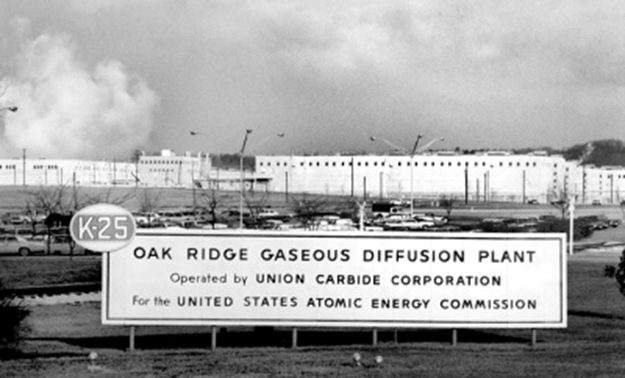 K-25
OAK RIDGE GASEOUS DIFFUSION PLANT
Operated by UNION CARBIDE CORPORATION
For the UNITED STATES ATOMIC ENERGY COMMISSION